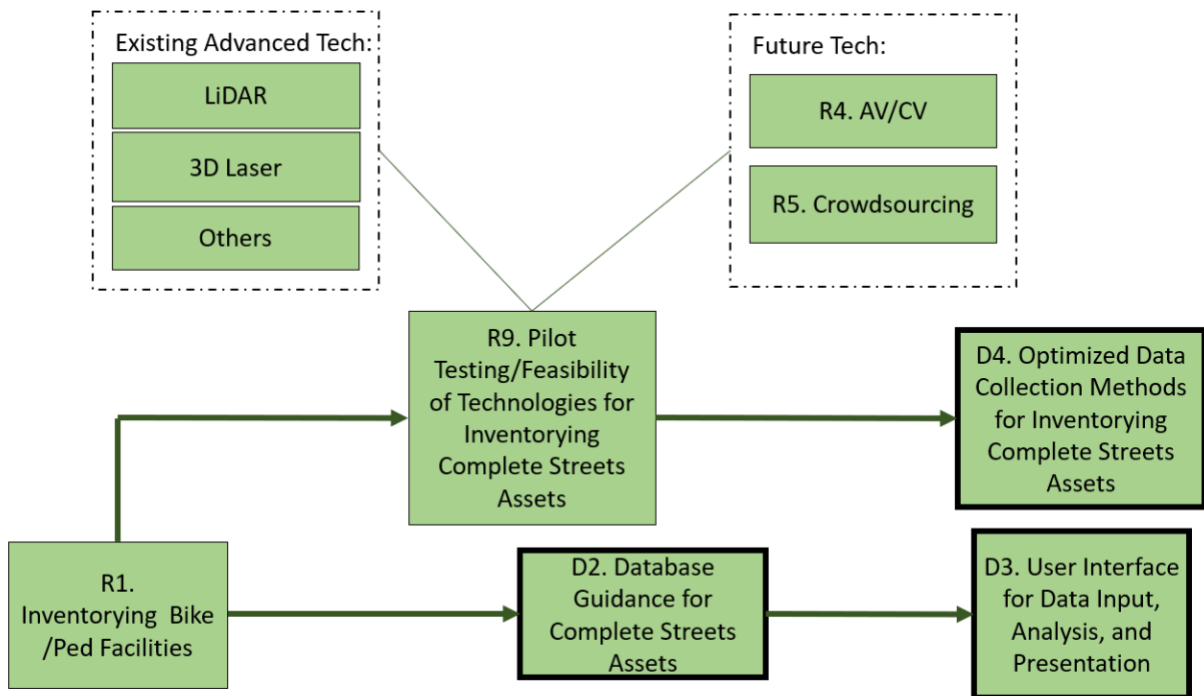 Existing Advanced Tech:
LiDAR
3D Laser
Others
Future Tech:
R4. AV/CV
R5. Crowdsourcing
R9. Pilot
Testing/Feasibility
of Technologies for
Inventorying
Complete Streets
Assets
D4. Optimized Data
Collection Methods
for Inventorying
Complete Streets
Assets
R1.
Inventorying Bike
/Ped Facilities
D2. Database
Guidance for
Complete Streets
Assets
D3. User Interface
for Data Input,
Analysis, and
Presentation